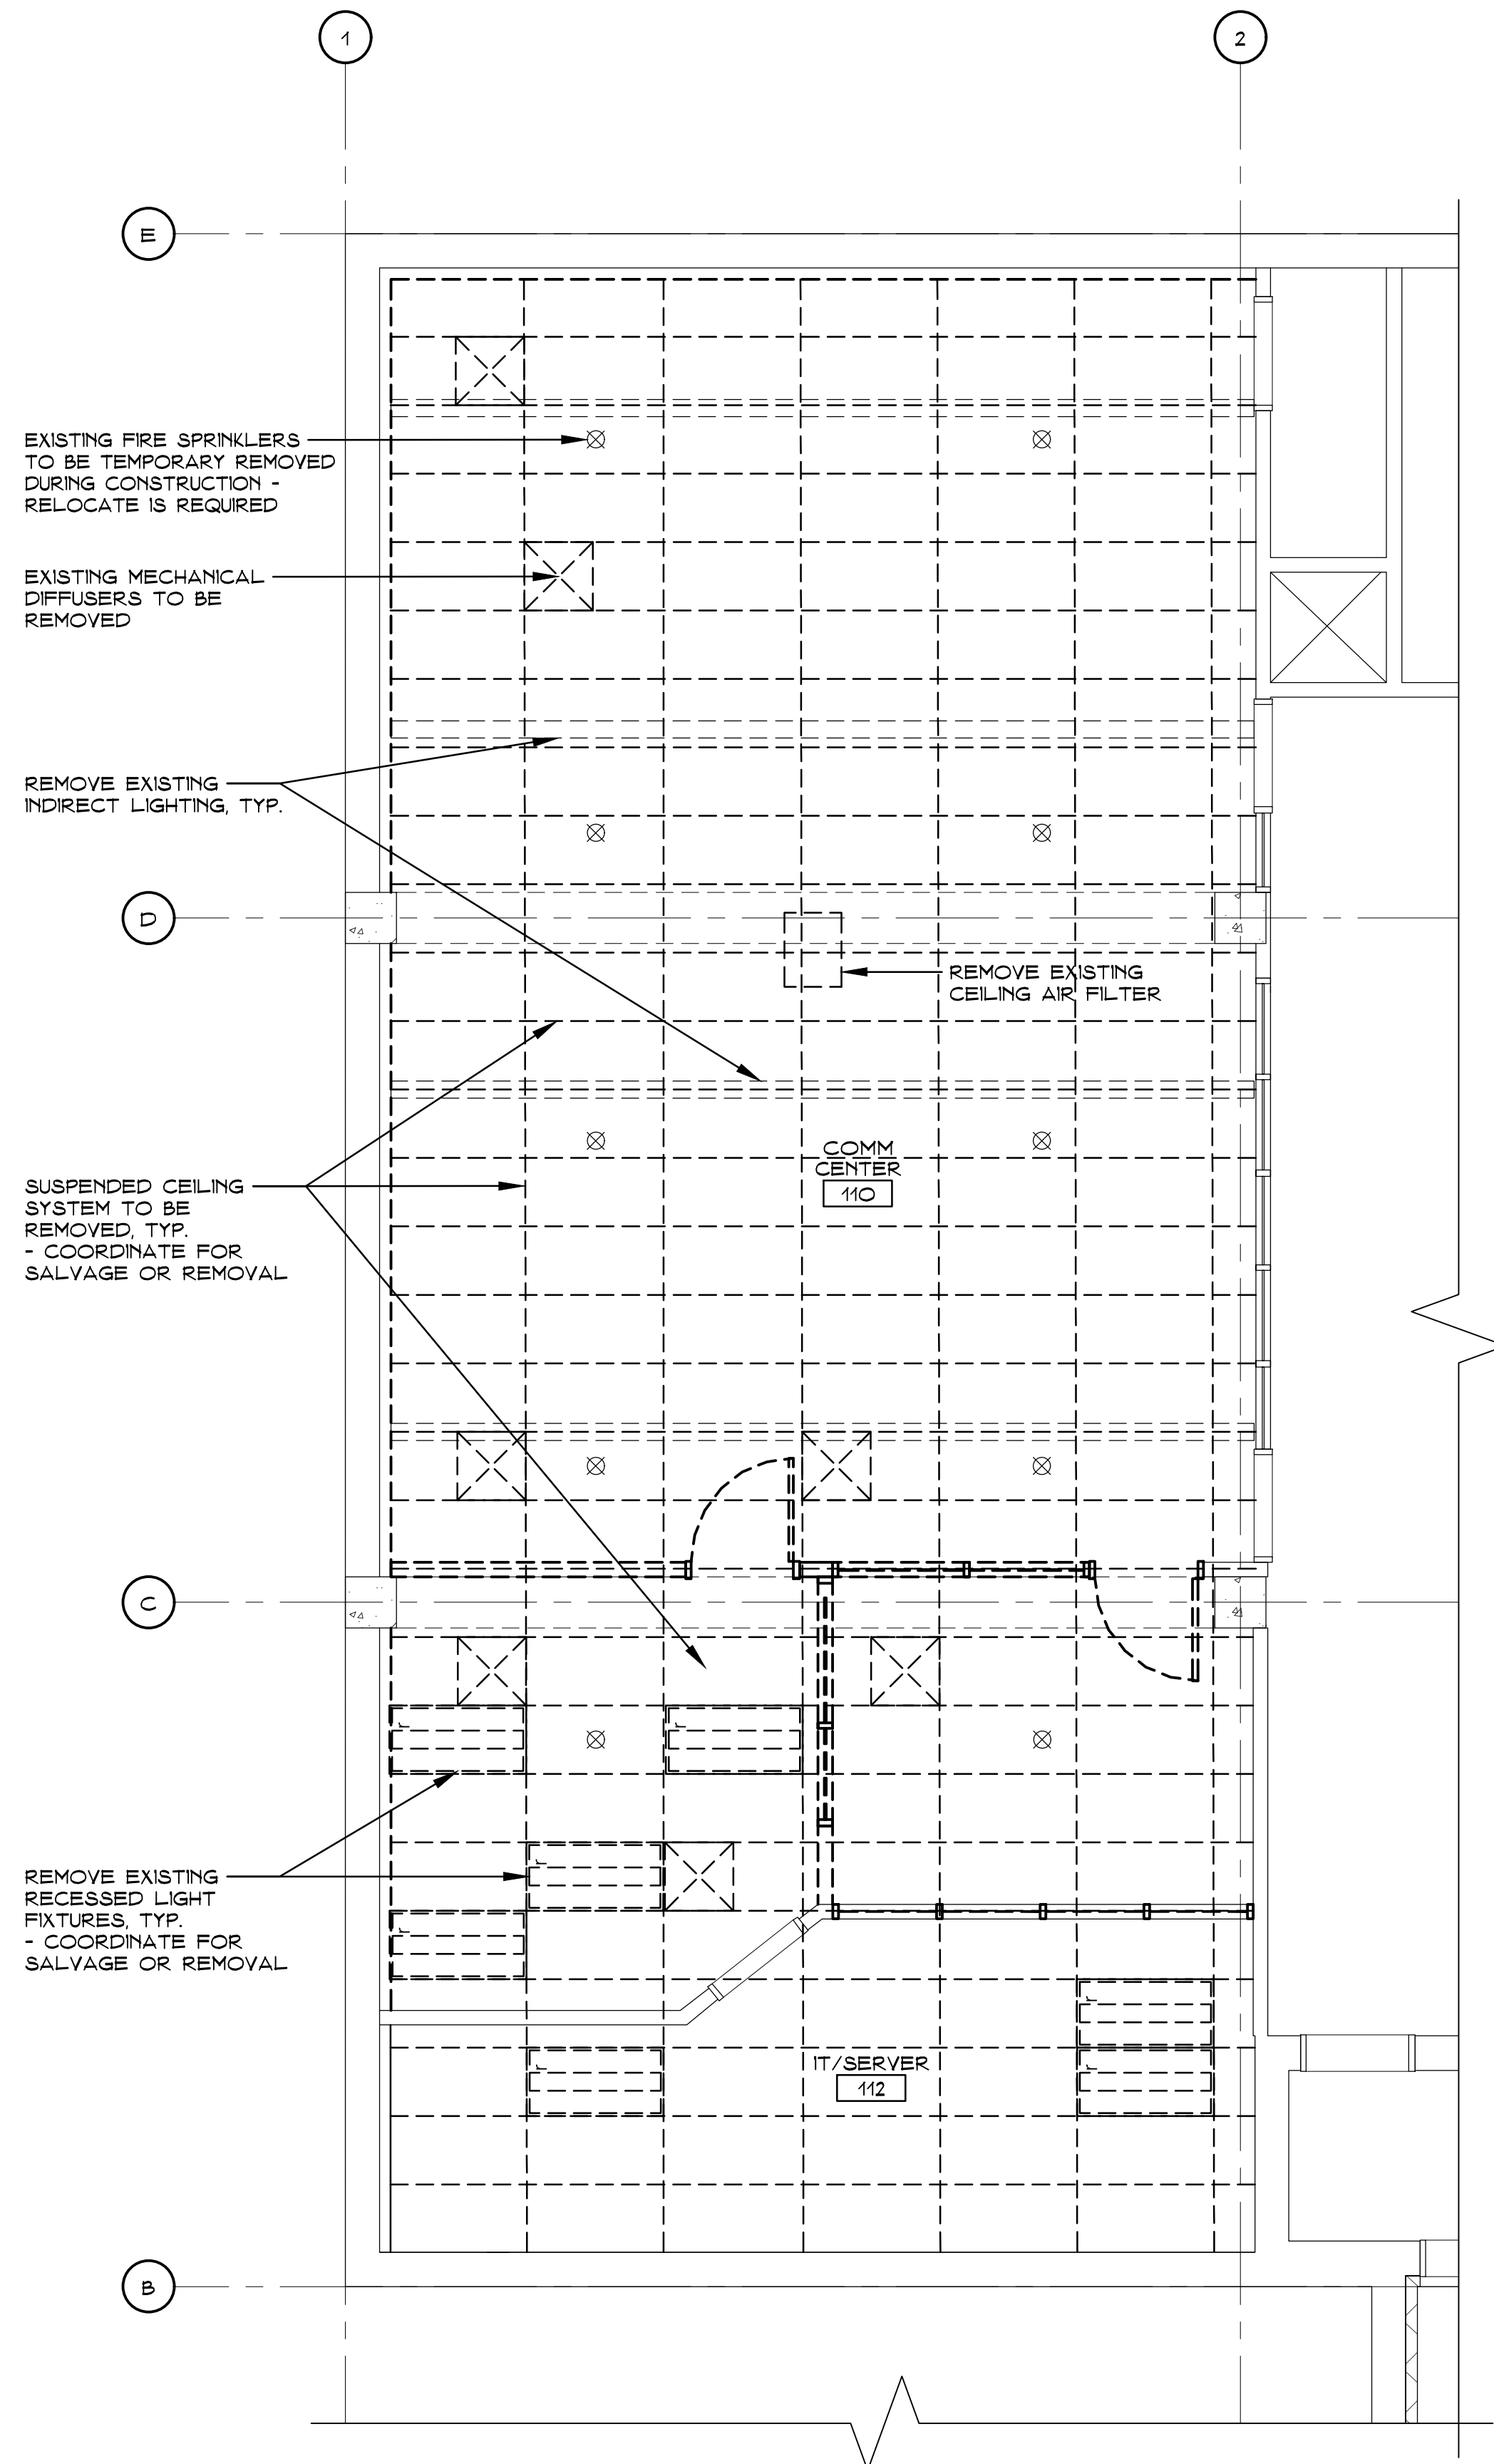 1
2
E
EXISTING FIRE SPRINKLERS
TO BE TEMPORARY REMOVED
DURING CONSTRUCTION -
RELOCATE IS REQUIRED
EXISTING MECHANICAL
DIFFUSERS TO BE
REMOVED
REMOVE EXISTING
INDIRECT LIGHTING, TYP.
D
REMOVE EXISTING
CEILING AIR FILTER
COMM
CENTER
110
SUSPENDED CEILING
SYSTEM TO BE
REMOVED, TYP.
- COORDINATE FOR
SALVAGE OR REMOVAL
C
REMOVE EXISTING
RECESSED LIGHT
FIXTURES, TYP.
- COORDINATE FOR
SALVAGE OR REMOVAL
IT/SERVER
112
B